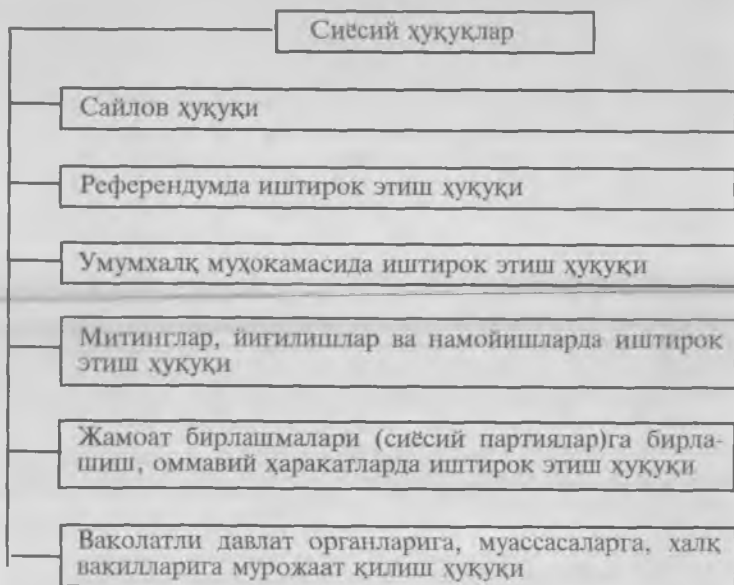 Сиёсий ҳуқуқлар
Сайлов ҳуқуқи
Референдумда иштирок этиш ҳуқуқи
Умумхалқ муҳокамасида иштирок этиш ҳуқуқи
Митинглар, йиғилишлар ва намойишларда иштирок
этиш ҳуқуқи
Жамоат бирлашмалари (сиёсий партиялар)га бирла-
шиш, оммавий ҳаракатларда иштирок этиш ҳуқуқи
Ваколатли давлат органларига, муассасаларга, халқ
вакилларига мурожаат қилиш ҳуқуқи